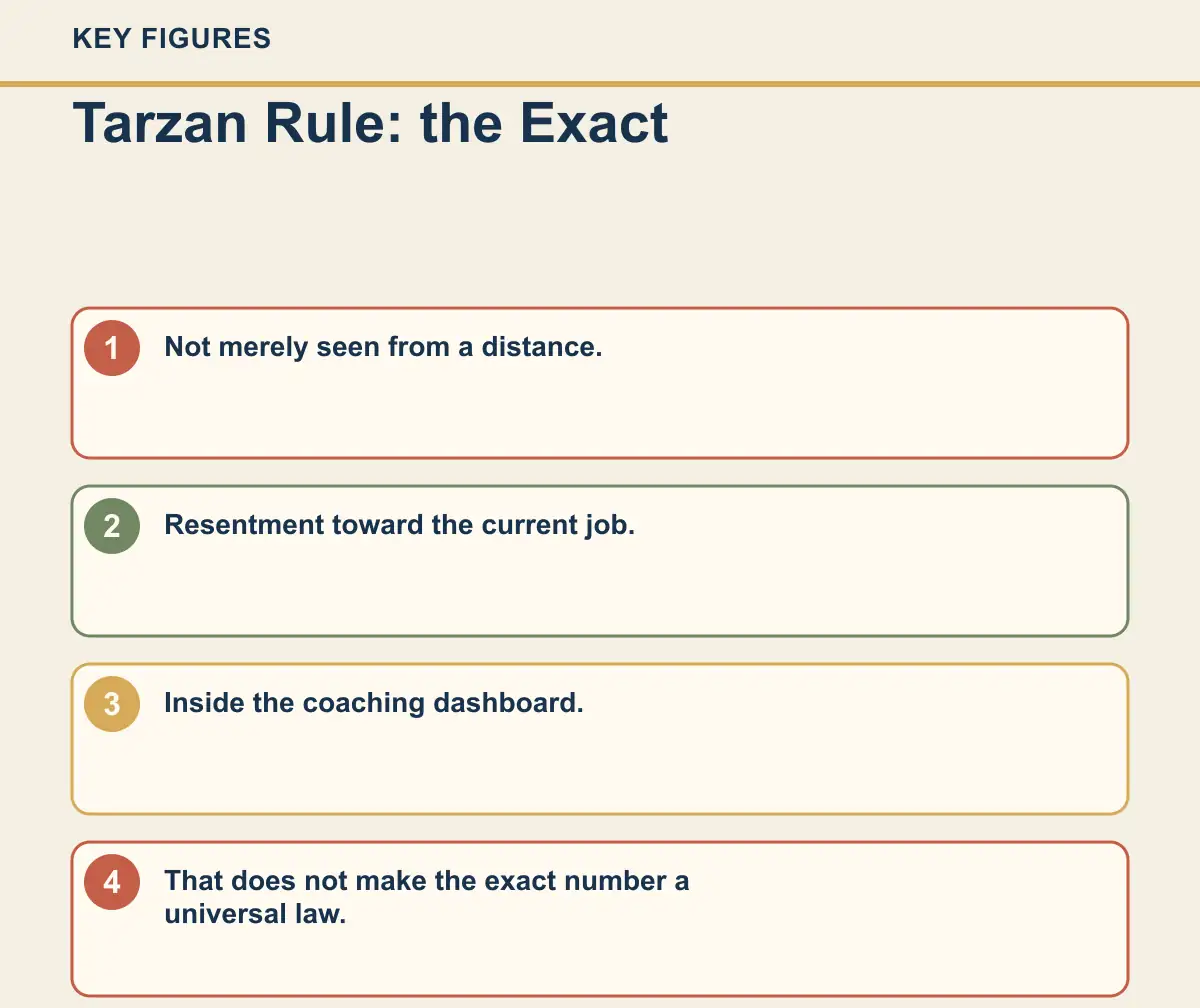 KEY FIGURES
Tarzan Rule: the Exact
1
Not merely seen from a distance.
2
Resentment toward the current job.
3
Inside the coaching dashboard.
4
That does not make the exact number a
universal law.